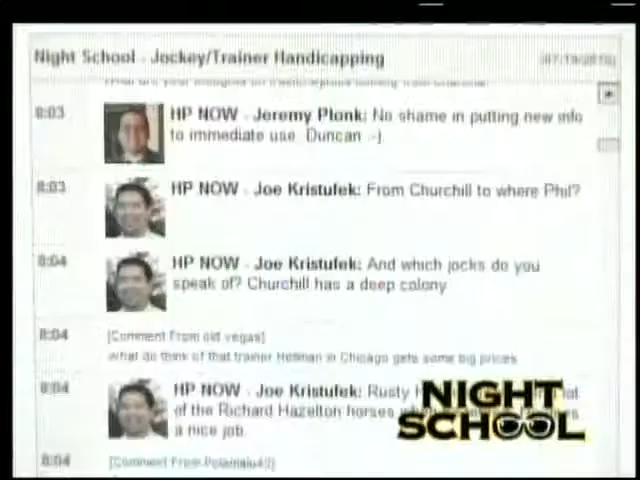 Night School - Jockey/Trainer Handicapping
8:03 HP NOW - Jeremy Plonk: No shame in putting new info
to immediate use, Duncan :-)
8:03 HP NOW - Joe Kristufek: From Churchill to where Phil?
8:04 HP NOW - Joe Kristufek: And which jocks do you
speak of? Churchill has a deep colony.
8:04 [Comment From old vegas]
what do think of that trainer Hellman in Chicago gets some big prices
8:04 HP NOW - Joe Kristufek: Rusty
of the Richard Hazelton horses
a nice job.
NIGHT
SCHOOL
8:04 [Comment From